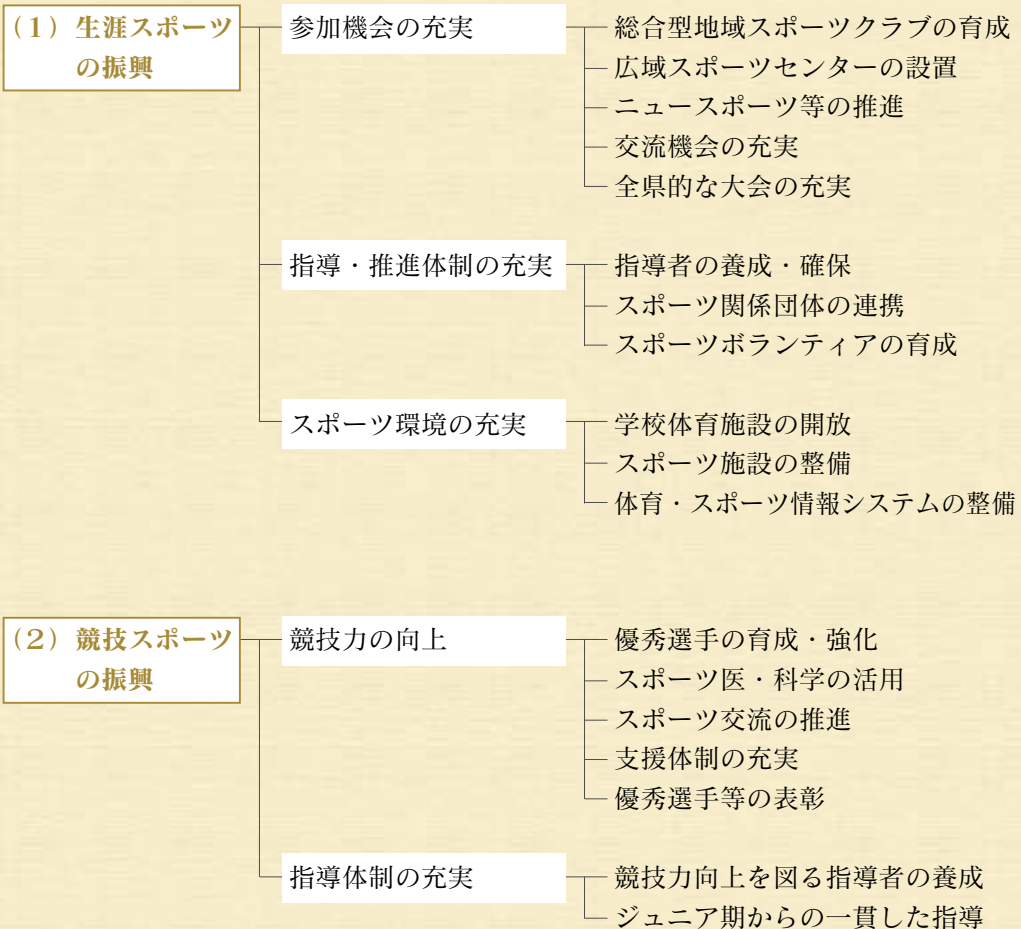 (1) 生涯スポーツ
の振興
参加機会の充実
総合型地域スポーツクラブの育成
広域スポーツセンターの設置
ニュースポーツ等の推進
交流機会の充実
全県的な大会の充実
指導・推進体制の充実
指導者の養成・確保
スポーツ関係団体の連携
スポーツボランティアの育成
スポーツ環境の充実
学校体育施設の開放
スポーツ施設の整備
体育・スポーツ情報システムの整備
(2) 競技スポーツ
の振興
競技力の向上
優秀選手の育成・強化
スポーツ医・科学の活用
スポーツ交流の推進
支援体制の充実
優秀選手等の表彰
指導体制の充実
競技力向上を図る指導者の養成
ジュニア期からの一貫した指導